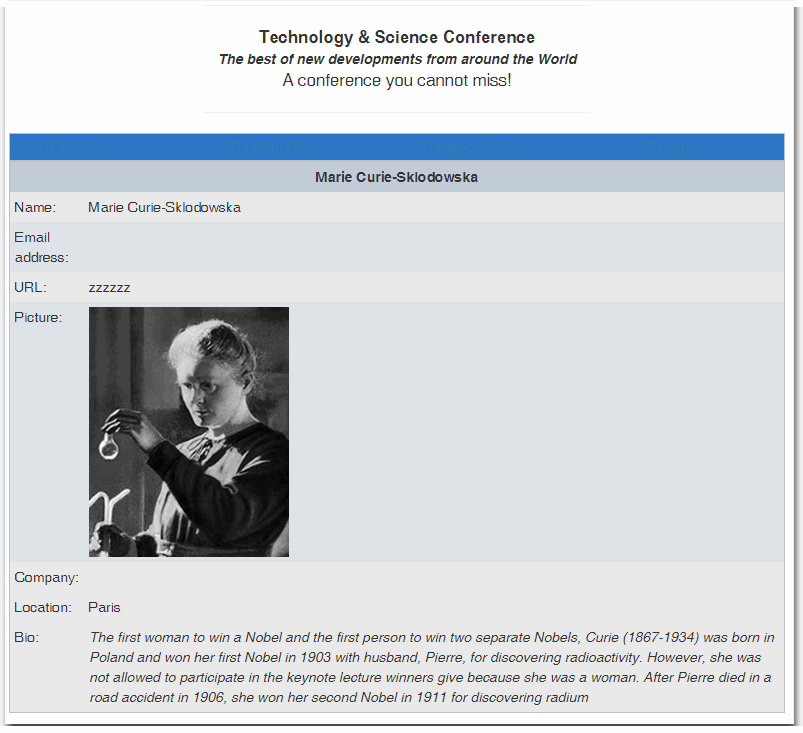 Technology & Science Conference
The best of new developments from around the World
A conference you cannot miss!
Marie Curie-Sklodowska
Name: Marie Curie-Sklodowska
Email
address:
URL: zzzzzz
Picture:
Company:
Location: Paris
Bio: The first woman to win a Nobel and the first person to win two separate Nobels, Curie (1867-1934) was born in
Poland and won her first Nobel in 1903 with husband, Pierre, for discovering radioactivity. However, she was
not allowed to participate in the keynote lecture winners give because she was a woman. After Pierre died in a
road accident in 1906, she won her second Nobel in 1911 for discovering radium